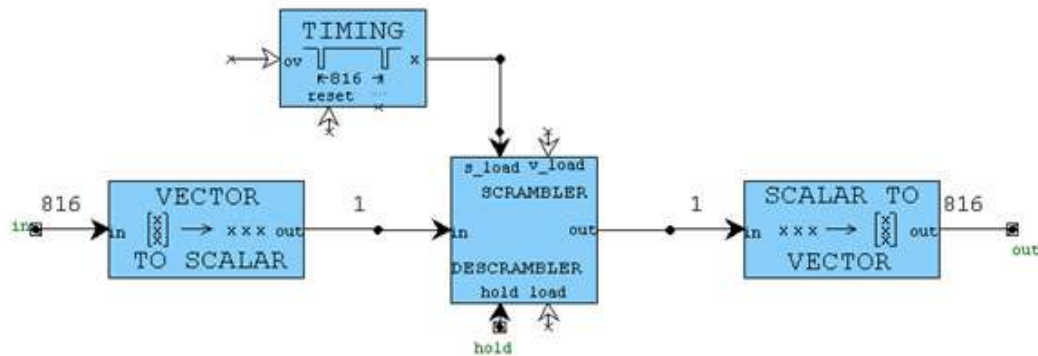 TIMING
ov
x
816
reset
s_load v_load
SCRAMBLER
in
out
DESCRAMBLER
hold load
hold
in
816
VECTOR
in
x x x
out
TO SCALAR
1
1
SCALAR TO
in
x x x
out
VECTOR
816
out